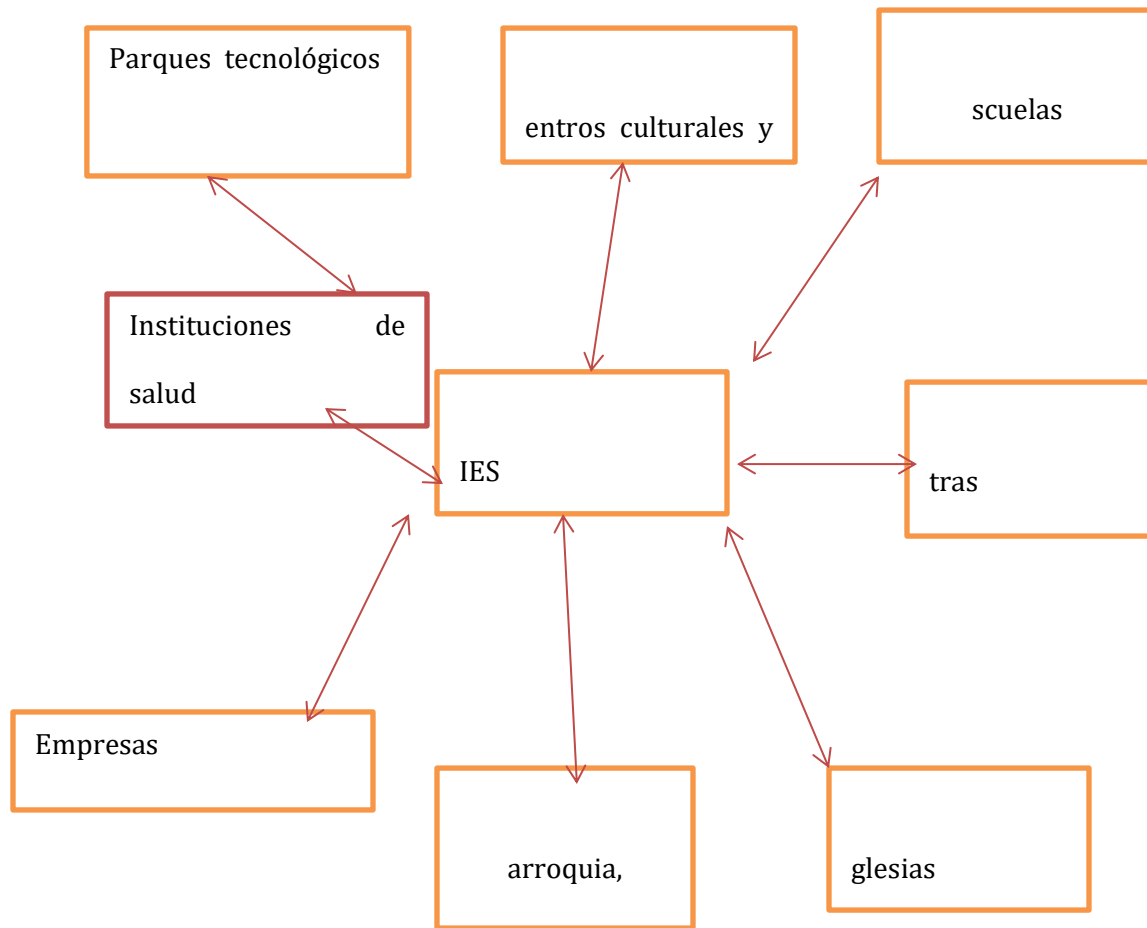 Parques tecnológicos
entros culturales y
scuelas
Instituciones de
salud
IES
tras
Empresas
arroquia,
glesias